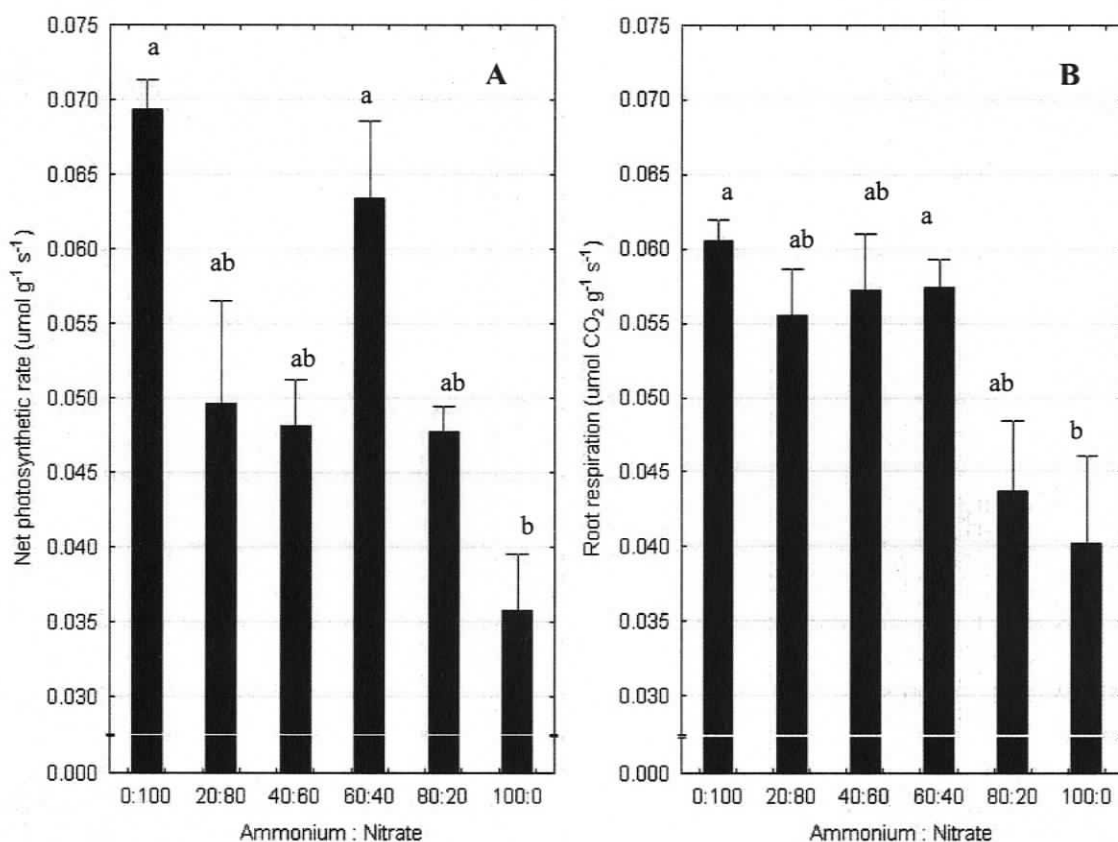 Net photosynthetic rate (umol g⁻¹ s⁻¹)
0.075
0.070
0.065
0.060
0.055
0.050
0.045
0.040
0.035
0.030
0.000
A
a
ab
ab
a
ab
b
0:100 20:80 40:60 60:40 80:20 100:0
Ammonium : Nitrate
Root respiration (umol CO₂ g⁻¹ s⁻¹)
0.075
0.070
0.065
0.060
0.055
0.050
0.045
0.040
0.035
0.030
0.000
B
a
ab
ab
a
ab
b
0:100 20:80 40:60 60:40 80:20 100:0
Ammonium : Nitrate